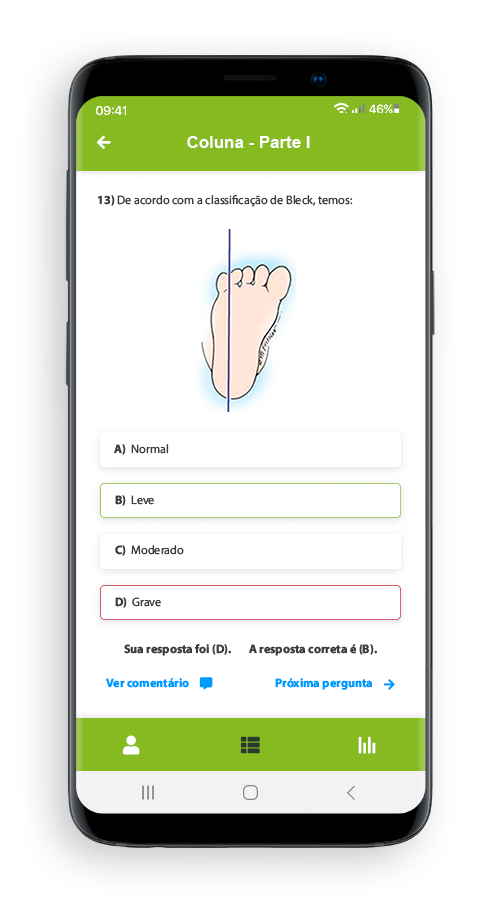 09:41
46%
Coluna - Parte I
13) De acordo com a classificação de Bleck, temos:
A) Normal
B) Leve
C) Moderado
D) Grave
Sua resposta foi (D). A resposta correta é (B).
Ver comentário
Próxima pergunta